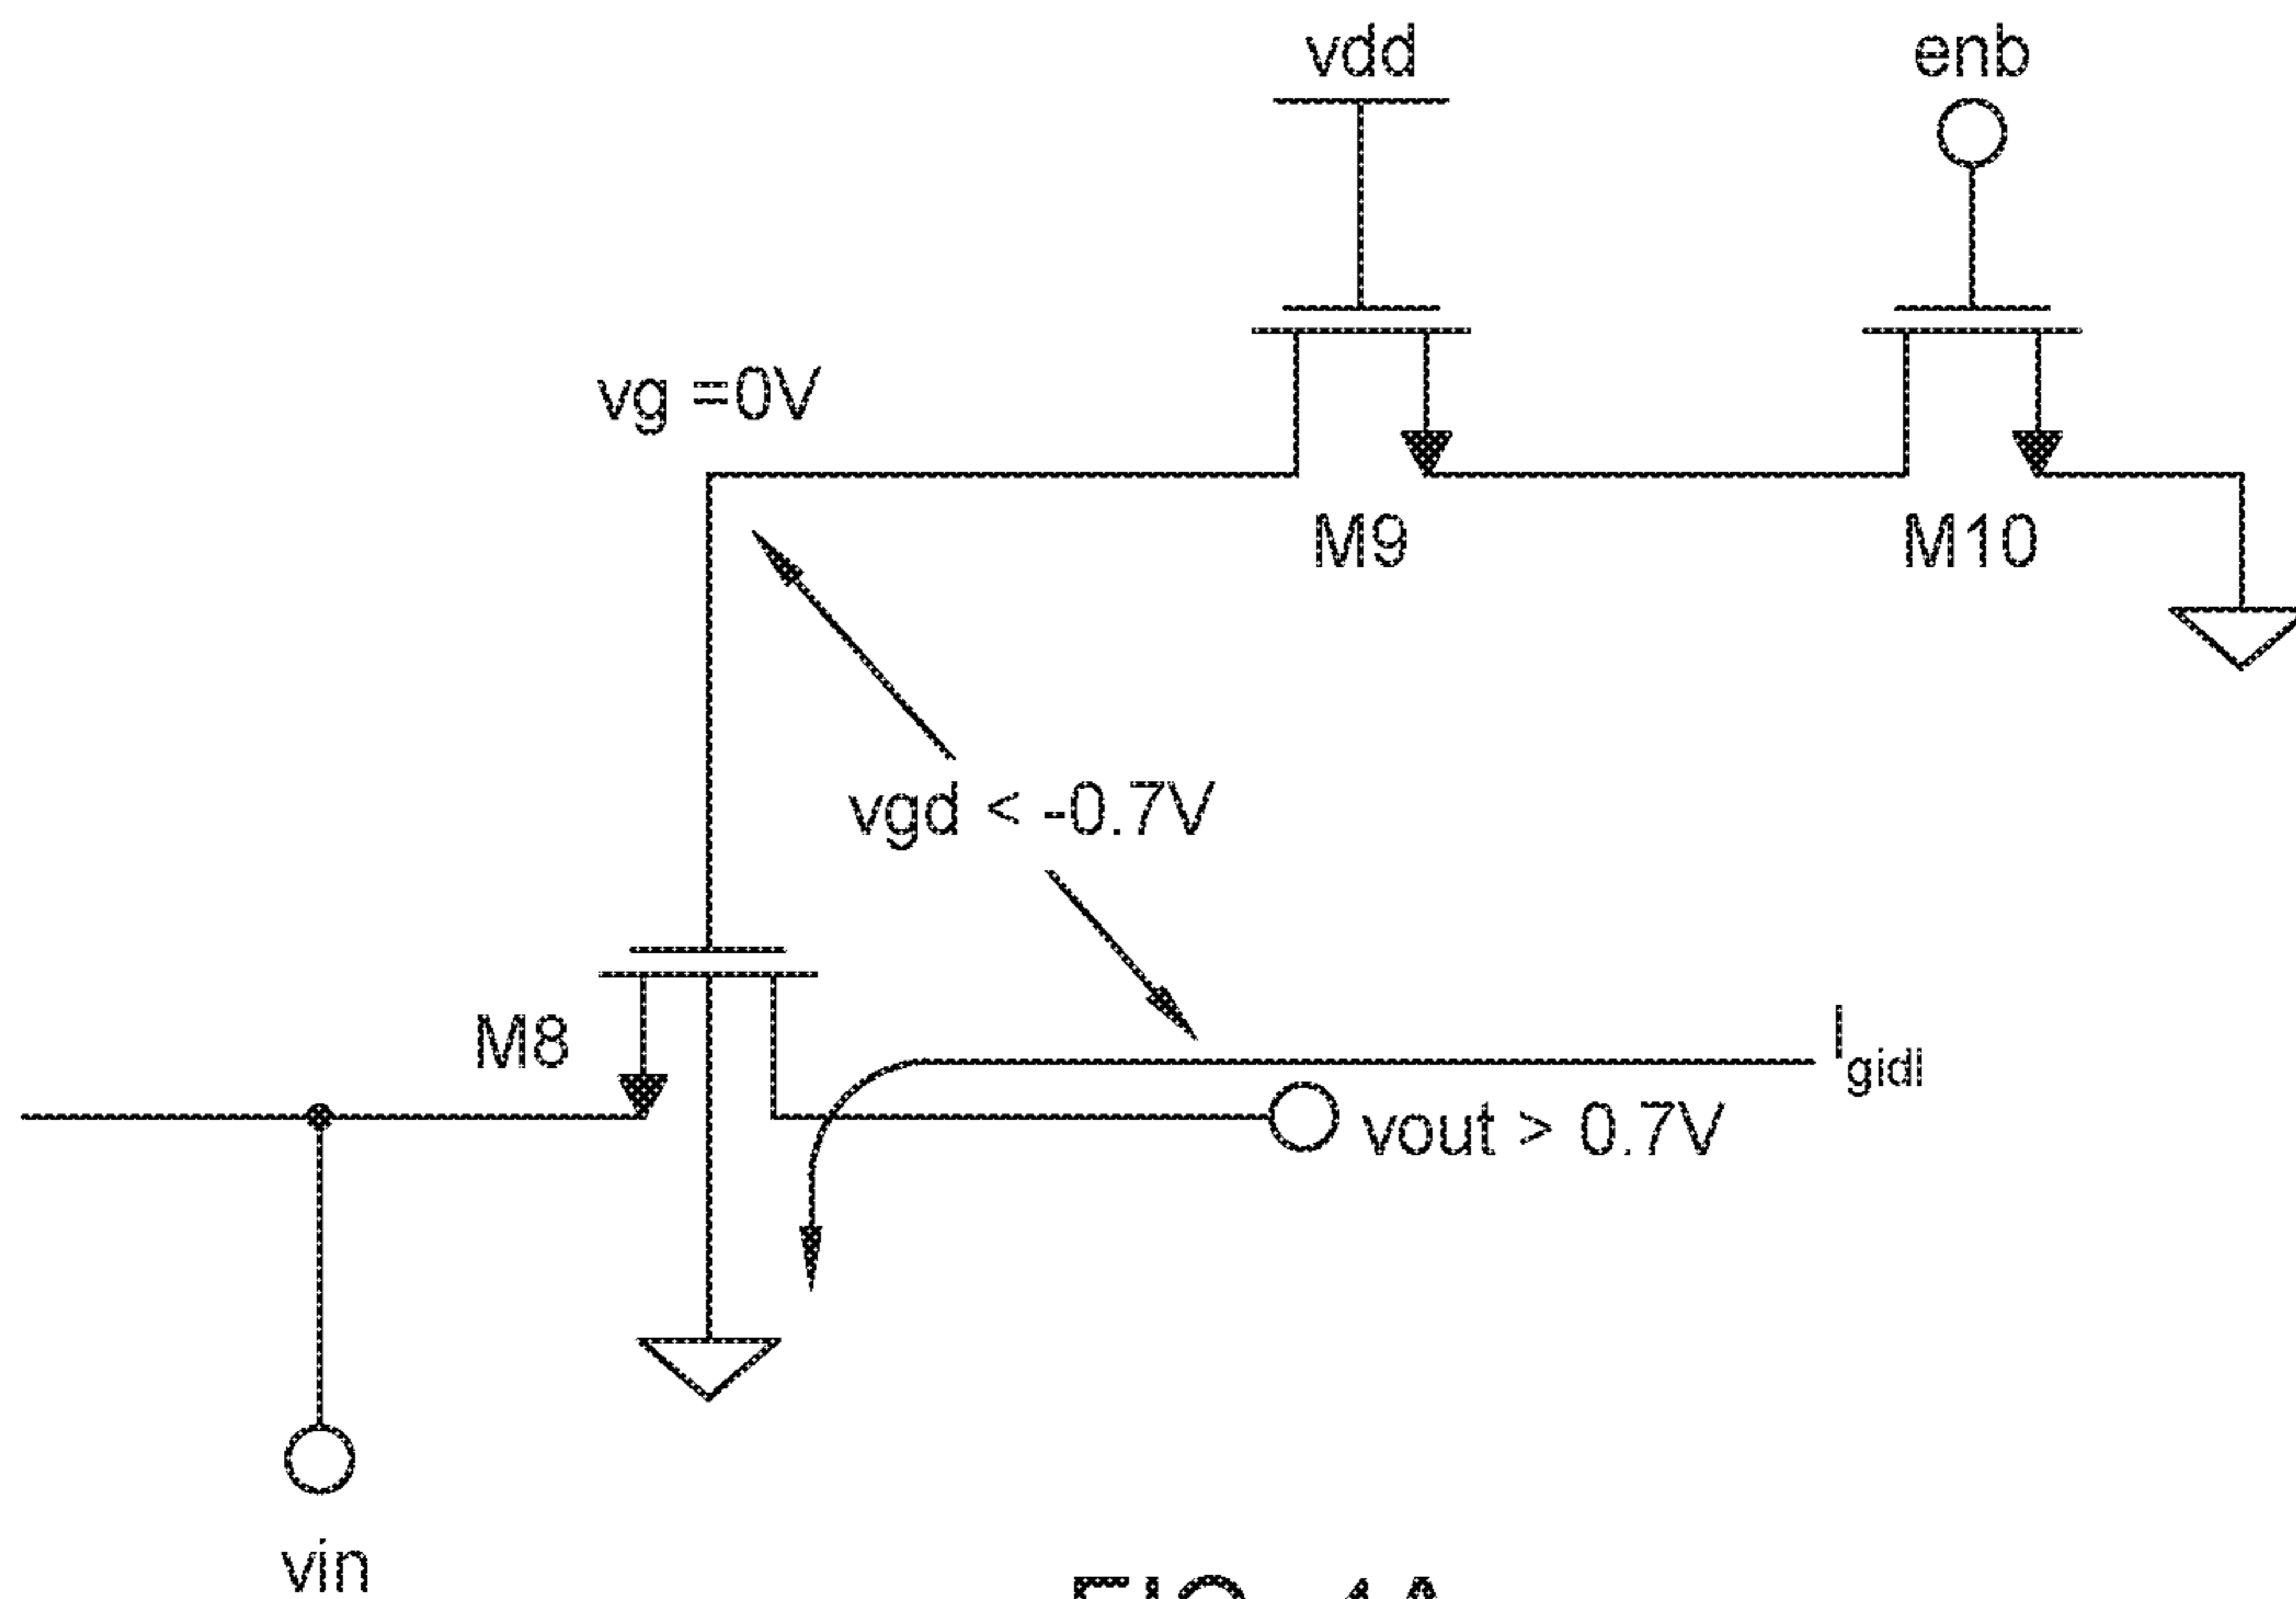 vdd
enb
vg =0V
M9
M10
vgd < -0.7V
M8
Igidl
vout > 0.7V
vin